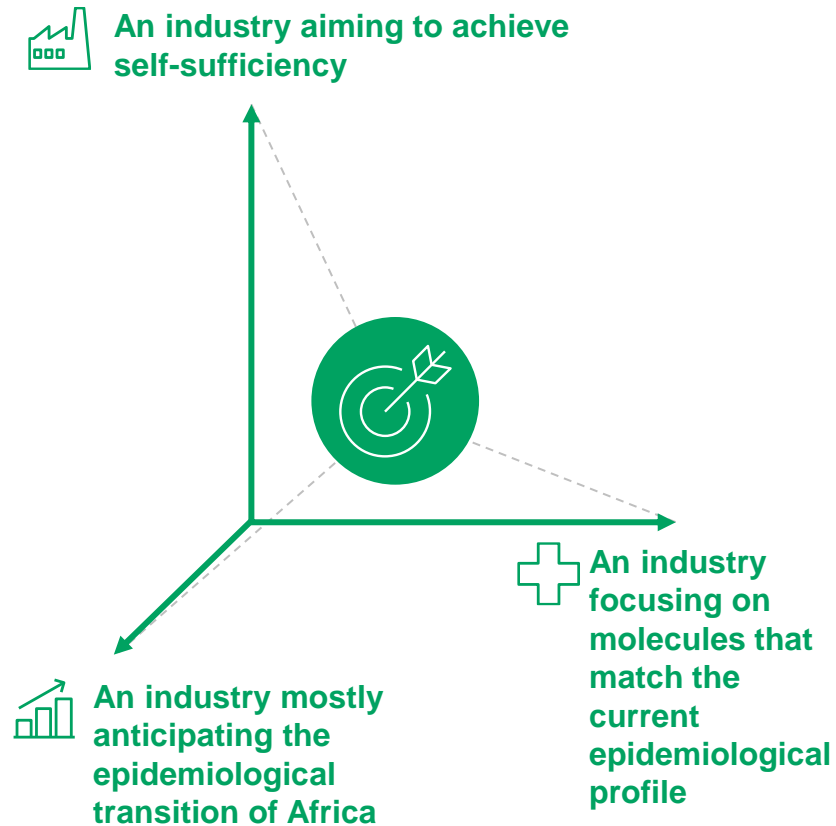 An industry aiming to achieve
self-sufficiency
An industry
focusing on
molecules that
match the
current
epidemiological
profile
An industry mostly
anticipating the
epidemiological
transition of Africa